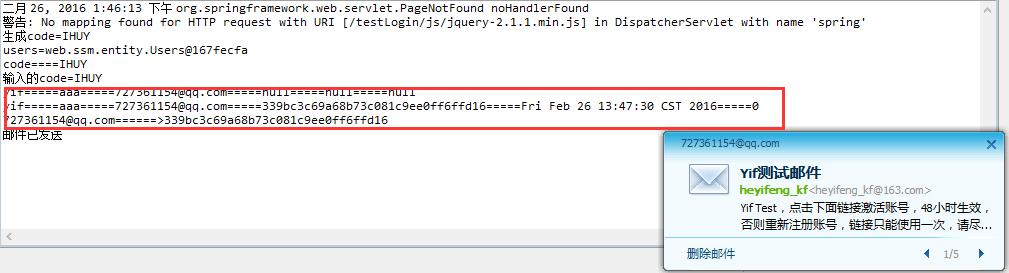 二月 26, 2016 1:46:13 下午 org.springframework.web.servlet.PageNotFound noHandlerFound
警告: No mapping found for HTTP request with URI [/testLogin/js/jquery-2.1.1.min.js] in DispatcherServlet with name 'spring'
生成code=IHUY
users=web.ssm.entity.Users@167fecfa
code====IHUY
输入的code=IHUY
yif=====aaa=====727361154@qq.com=====null=====null=====null
yif=====aaa=====727361154@qq.com=====339bc3c69a68b73c081c9ee0ff6ffd16=====Fri Feb 26 13:47:30 CST 2016=====0
727361154@qq.com======>339bc3c69a68b73c081c9ee0ff6ffd16
邮件已发送
727361154@qq.com
Yif测试邮件
heyifeng_kf<heyifeng_kf@163.com>
Yif Test，点击下面链接激活账号，48小时生效，
否则重新注册账号，链接只能使用一次，请尽...
删除邮件 1/5